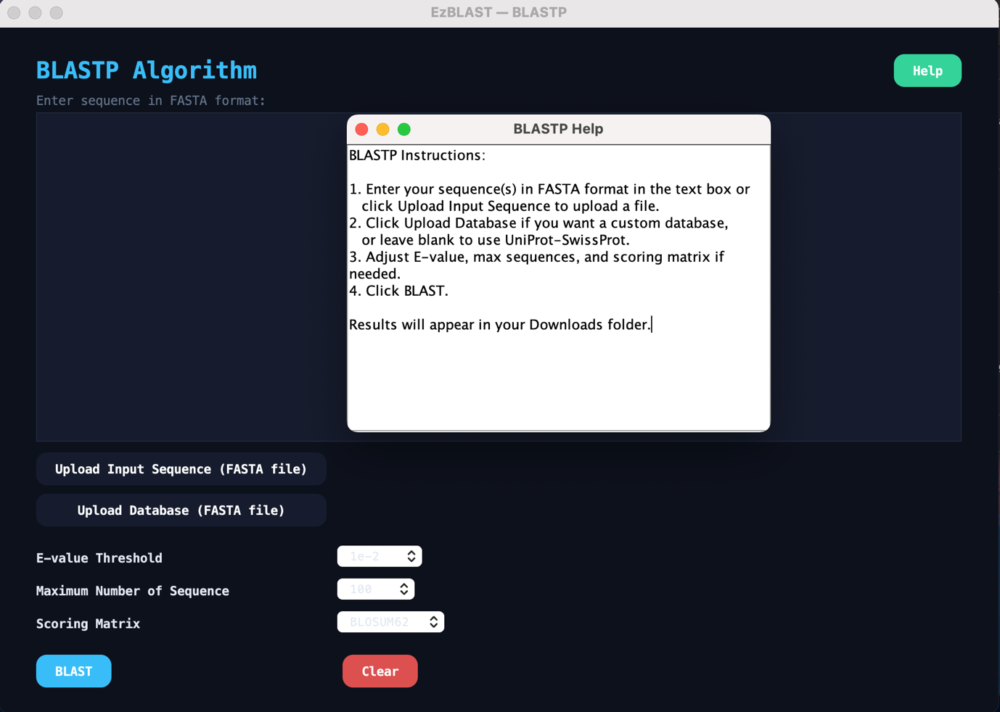 EzBLAST — BLASTP
BLASTP Algorithm
Help
Enter sequence in FASTA format:
BLASTP Help
BLASTP Instructions:
1. Enter your sequence(s) in FASTA format in the text box or
click Upload Input Sequence to upload a file.
2. Click Upload Database if you want a custom database,
or leave blank to use UniProt-SwissProt.
3. Adjust E-value, max sequences, and scoring matrix if
needed.
4. Click BLAST.
Results will appear in your Downloads folder.
Upload Input Sequence (FASTA file)
Upload Database (FASTA file)
E-value Threshold
1e-2
Maximum Number of Sequence
100
Scoring Matrix
BLOSUM62
BLAST
Clear